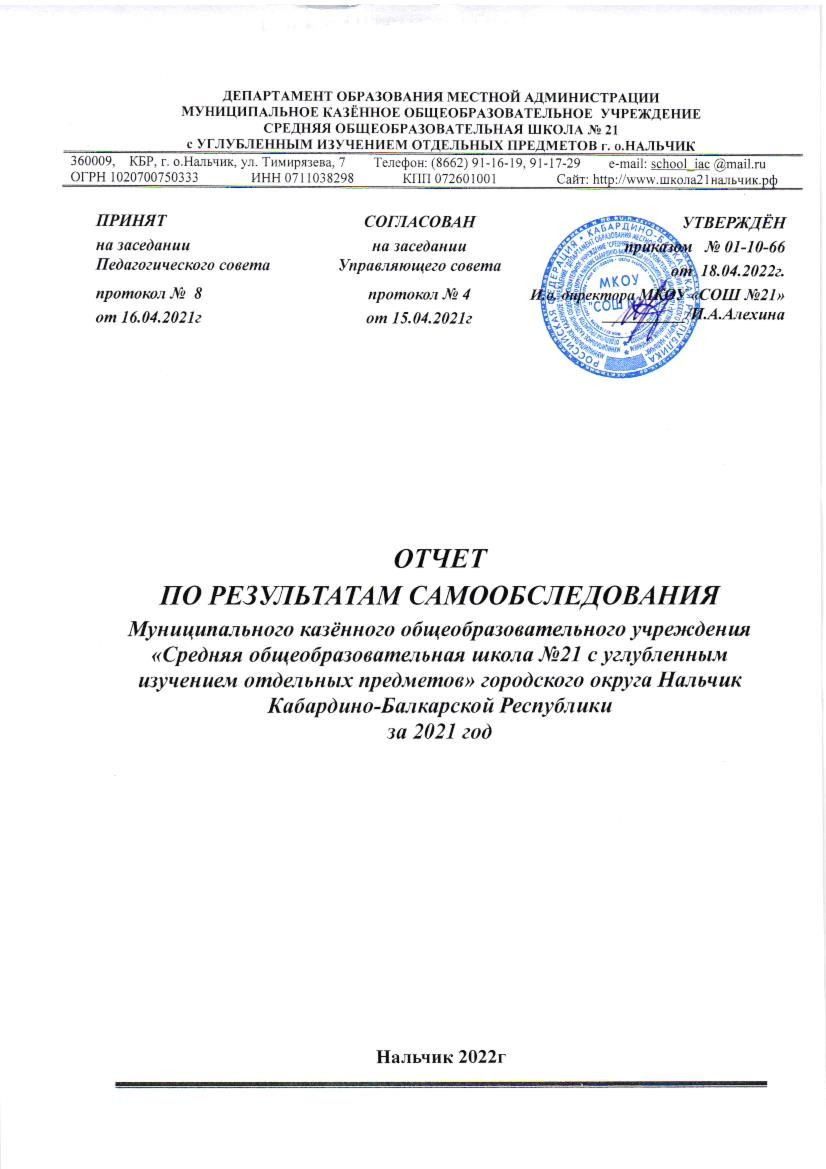 ДЕПАРТАМЕНТ ОБРАЗОВАНИЯ МЕСТНОЙ АДМИНИСТРАЦИИ
МУНИЦИПАЛЬНОЕ КАЗЁННОЕ ОБЩЕОБРАЗОВАТЕЛЬНОЕ УЧРЕЖДЕНИЕ
СРЕДНЯЯ ОБЩЕОБРАЗОВАТЕЛЬНАЯ ШКОЛА № 21
с УГЛУБЛЕННЫМ ИЗУЧЕНИЕМ ОТДЕЛЬНЫХ ПРЕДМЕТОВ г. о.НАЛЬЧИК
360009, КБР, г. о.Нальчик, ул. Тимирязева, 7 Телефон: (8662) 91-16-19, 91-17-29 e-mail: school_iac @mail.ru
ОГРН 1020700750333 ИНН 0711038298 КПП 072601001 Сайт: http://www.школа21нальчик.рф
ПРИНЯТ СОГЛАСОВАН УТВЕРЖДЁН
на заседании на заседании приказом № 01-10-66
Педагогического совета Управляющего совета от 18.04.2022г.
протокол № 8 протокол № 4 И.о. директора МКОУ «СОШ №21»
от 16.04.2021г от 15.04.2021г /И.А.Алехина
РОССИЙСКАЯ ФЕДЕРАЦИЯ * КАБАРДИНО-БАЛКАРСКАЯ РЕСПУБЛИКА
МКОУ
"СОШ
ОТЧЕТ
ПО РЕЗУЛЬТАТАМ САМООБСЛЕДОВАНИЯ
Муниципального казённого общеобразовательного учреждения
«Средняя общеобразовательная школа №21 с углубленным
изучением отдельных предметов» городского округа Нальчик
Кабардино-Балкарской Республики
за 2021 год
Нальчик 2022г